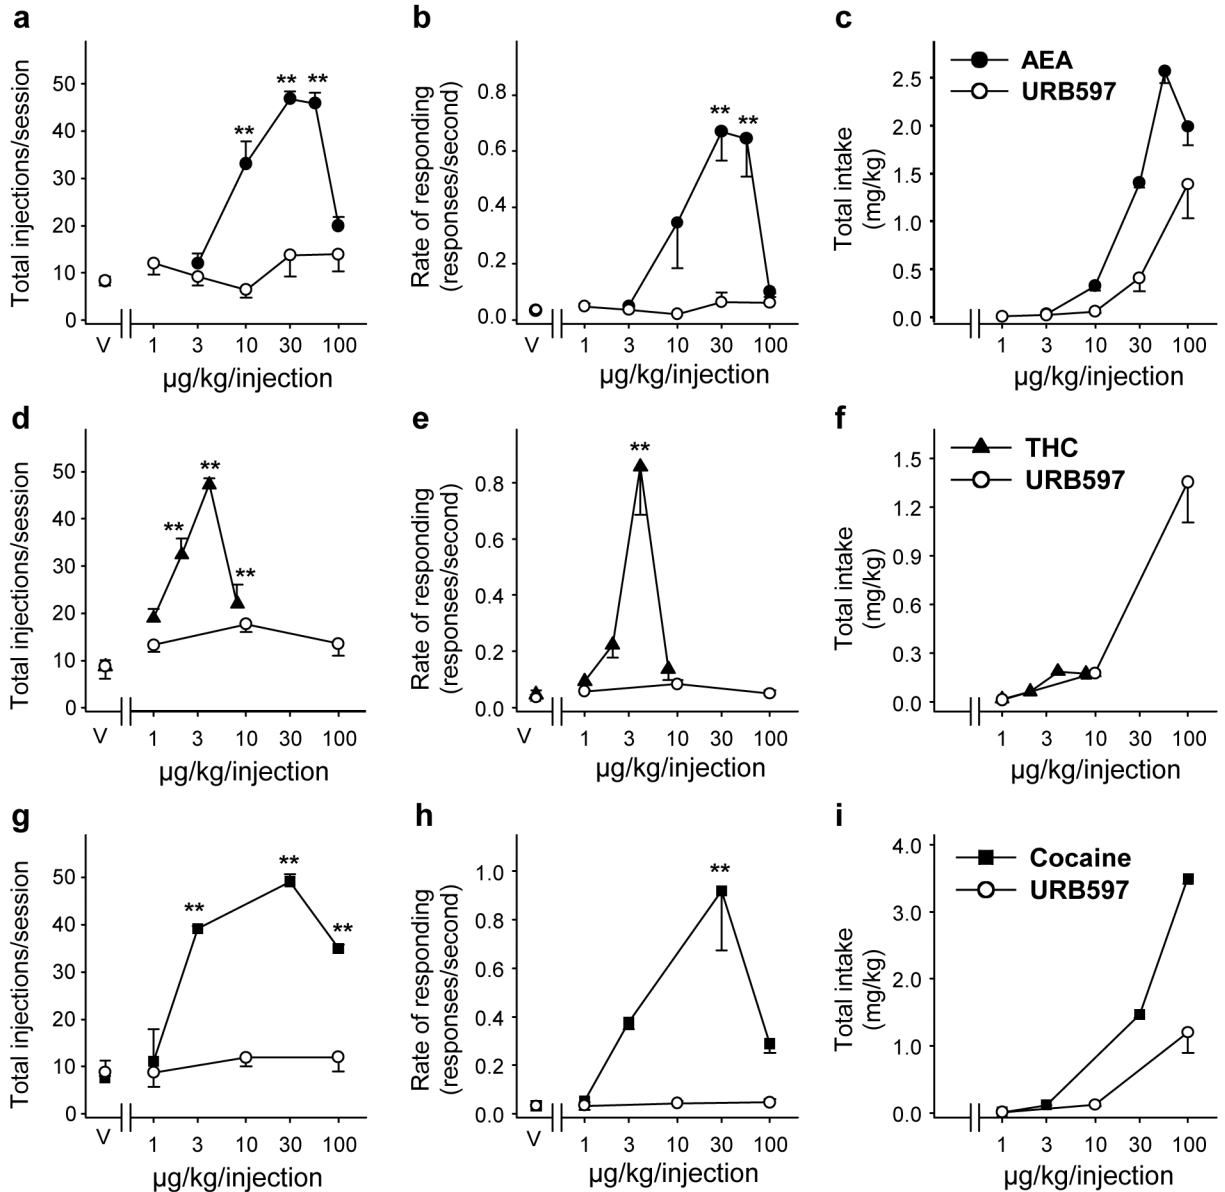 a
Total injections/session
50
40
30
20
10
0
** ** **
V 1 3 10 30 100
µg/kg/injection
b
Rate of responding
(responses/second)
0.8
0.6
0.4
0.2
0.0
** **
V 1 3 10 30 100
µg/kg/injection
c
AEA
URB597
Total intake
(mg/kg)
2.5
2.0
1.5
1.0
0.5
0.0
1 3 10 30 100
µg/kg/injection
d
Total injections/session
50
40
30
20
10
0
** ** **
V 1 3 10 30 100
µg/kg/injection
e
Rate of responding
(responses/second)
0.8
0.6
0.4
0.2
0.0
**
V 1 3 10 30 100
µg/kg/injection
f
THC
URB597
Total intake
(mg/kg)
1.5
1.2
0.9
0.6
0.3
0.0
1 3 10 30 100
µg/kg/injection
g
Total injections/session
50
40
30
20
10
0
** ** **
V 1 3 10 30 100
µg/kg/injection
h
Rate of responding
(responses/second)
1.0
0.8
0.6
0.4
0.2
0.0
**
V 1 3 10 30 100
µg/kg/injection
i
Cocaine
URB597
Total intake
(mg/kg)
4.0
3.0
2.0
1.0
0.0
1 3 10 30 100
µg/kg/injection